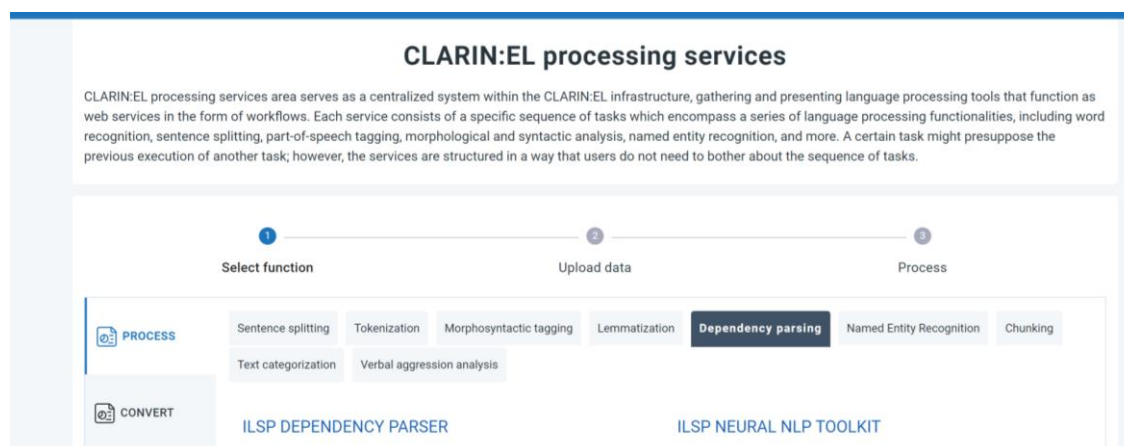 CLARIN:EL processing services
CLARIN:EL processing services area serves as a centralized system within the CLARIN:EL infrastructure, gathering and presenting language processing tools that function as
web services in the form of workflows. Each service consists of a specific sequence of tasks which encompass a series of language processing functionalities, including word
recognition, sentence splitting, part-of-speech tagging, morphological and syntactic analysis, named entity recognition, and more. A certain task might presuppose the
previous execution of another task; however, the services are structured in a way that users do not need to bother about the sequence of tasks.
1 2 3
Select function Upload data Process
PROCESS Sentence splitting Tokenization Morphosyntactic tagging Lemmatization Dependency parsing Named Entity Recognition Chunking
Text categorization Verbal aggression analysis
CONVERT
ILSP DEPENDENCY PARSER ILSP NEURAL NLP TOOLKIT